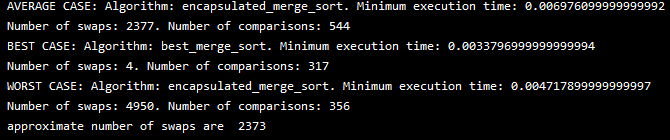 AVERAGE CASE: Algorithm: encapsulated_merge_sort. Minimum execution time: 0.006976099999999992
Number of swaps: 2377. Number of comparisons: 544
BEST CASE: Algorithm: best_merge_sort. Minimum execution time: 0.0033796999999999994
Number of swaps: 4. Number of comparisons: 317
WORST CASE: Algorithm: encapsulated_merge_sort. Minimum execution time: 0.004717899999999997
Number of swaps: 4950. Number of comparisons: 356
approximate number of swaps are  2373